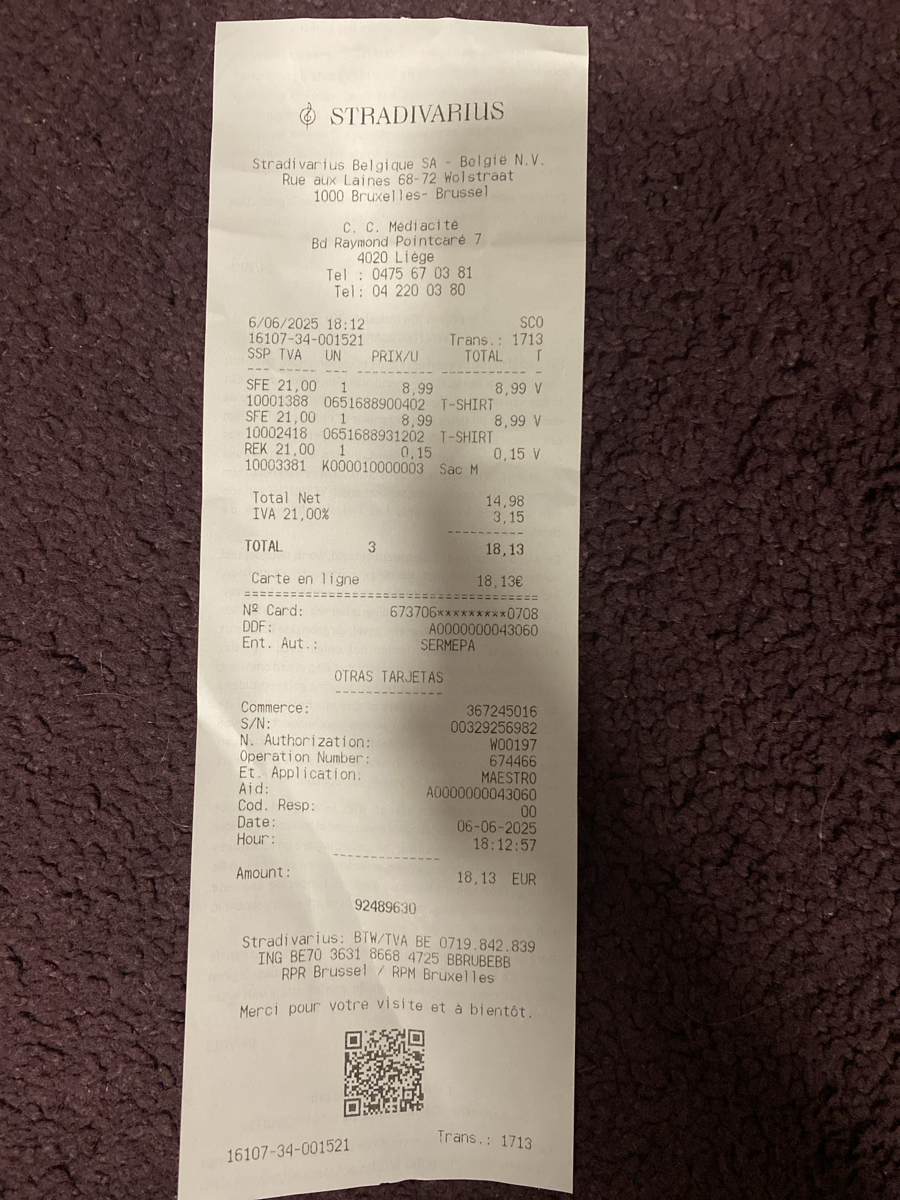 STRADIVARIUS
Stradivarius Belgique SA - België N.V.
Rue aux Laines 68-72 Wolstraat
1000 Bruxelles- Brussel
C. C. Médiacité
Bd Raymond Pointcaré 7
4020 Liège
Tel : 0475 67 03 81
Tel: 04 220 03 80
6/06/2025 18:12 SCO
16107-34-001521 Trans.: 1713
SSP TVA UN PRIX/U TOTAL T
--- ----- --- ---------- ----------- -
SFE 21,00 1 8,99 8,99 V
10001388 0651688900402 T-SHIRT
SFE 21,00 1 8,99 8,99 V
10002418 0651688931202 T-SHIRT
REK 21,00 1 0,15 0,15 V
10003381 K000010000003 Sac M
Total Net 14,98
IVA 21,00% 3,15
----------
TOTAL 3 18,13
Carte en ligne 18,13€
======================================
Nº Card: 673706*********0708
DDF: A0000000043060
Ent. Aut.: SERMEPA
OTRAS TARJETAS
--------------
Commerce: 367245016
S/N: 00329256982
N. Authorization: W00197
Operation Number: 674466
Et. Application: MAESTRO
Aid: A0000000043060
Cod. Resp: 00
Date: 06-06-2025
Hour: 18:12:57
--------------
Amount: 18,13 EUR
92489630
Stradivarius: BTW/TVA BE 0719.842.839
ING BE70 3631 8668 4725 BBRUBEBB
RPR Brussel / RPM Bruxelles
Merci pour votre visite et à bientôt.
16107-34-001521 Trans.: 1713